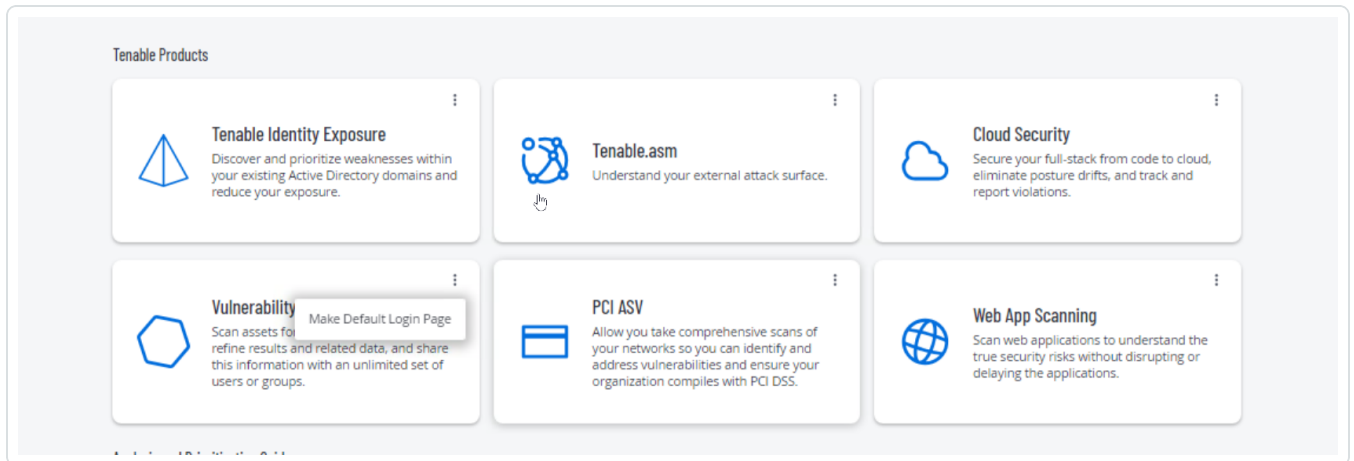 Tenable Products
Tenable Identity Exposure
Discover and prioritize weaknesses within
your existing Active Directory domains and
reduce your exposure.
Tenable.asm
Understand your external attack surface.
Cloud Security
Secure your full-stack from code to cloud,
eliminate posture drifts, and track and
report violations.
Vulnerability
Make Default Login Page
Scan assets for
refine results and related data, and share
this information with an unlimited set of
users or groups.
PCI ASV
Allow you take comprehensive scans of
your networks so you can identify and
address vulnerabilities and ensure your
organization compiles with PCI DSS.
Web App Scanning
Scan web applications to understand the
true security risks without disrupting or
delaying the applications.